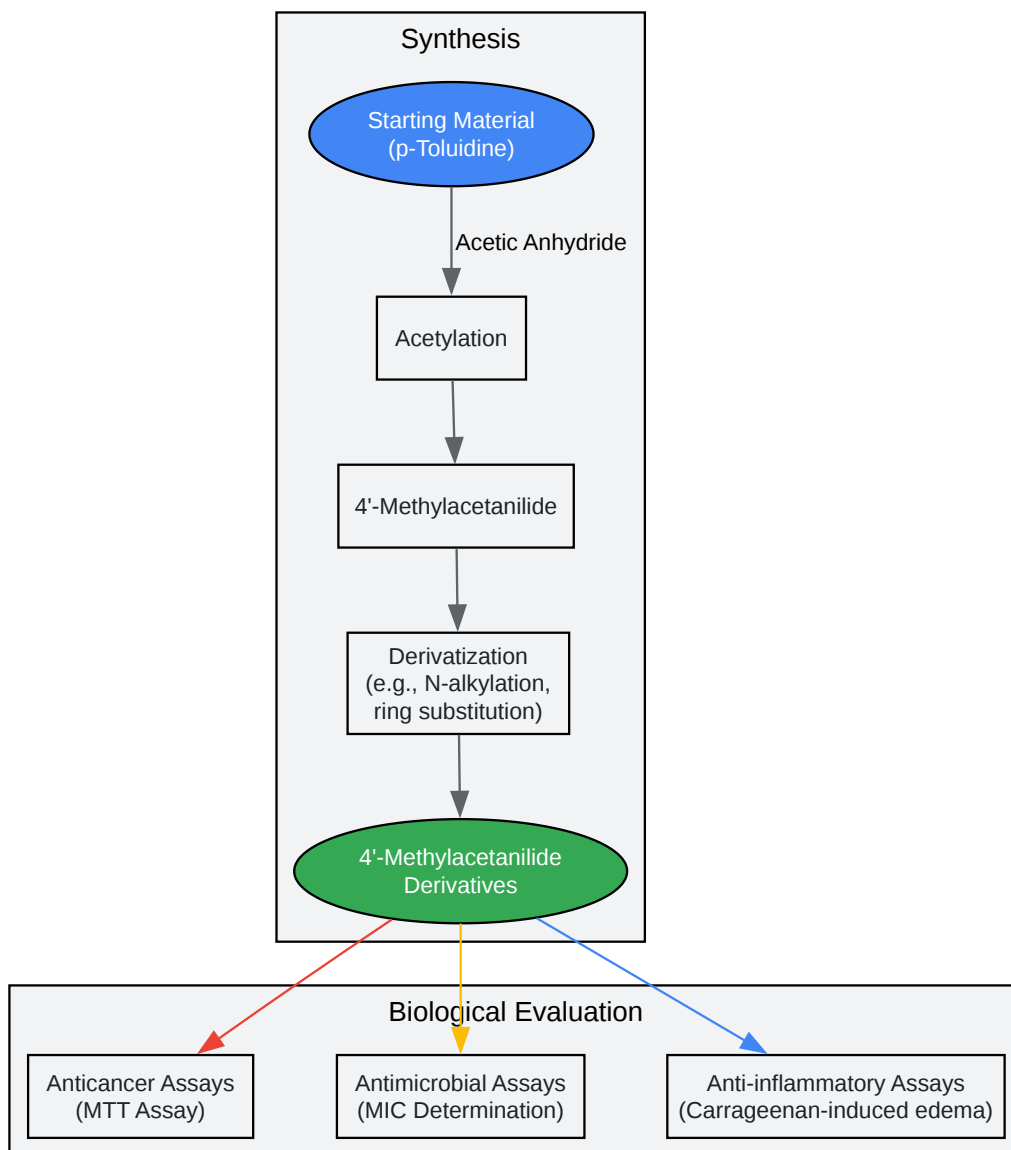 Synthesis
Starting Material
(p-Toluidine)
Acetic Anhydride
Acetylation
4'-Methylacetanilide
Derivatization
(e.g., N-alkylation,
ring substitution)
4'-Methylacetanilide
Derivatives
Biological Evaluation
Anticancer Assays
(MTT Assay)
Antimicrobial Assays
(MIC Determination)
Anti-inflammatory Assays
(Carrageenan-induced edema)